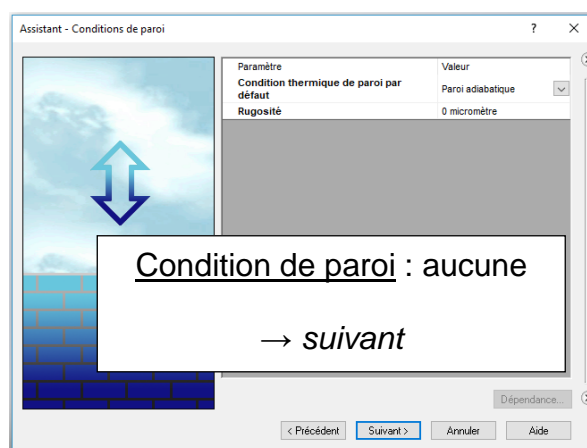 Assistant - Conditions de paroi
?
Paramètre Valeur
Condition thermique de paroi par défaut Paroi adiabatique
Rugosité 0 micromètre
Condition de paroi : aucune
→ suivant
Dépendance...
< Précédent Suivant > Annuler Aide